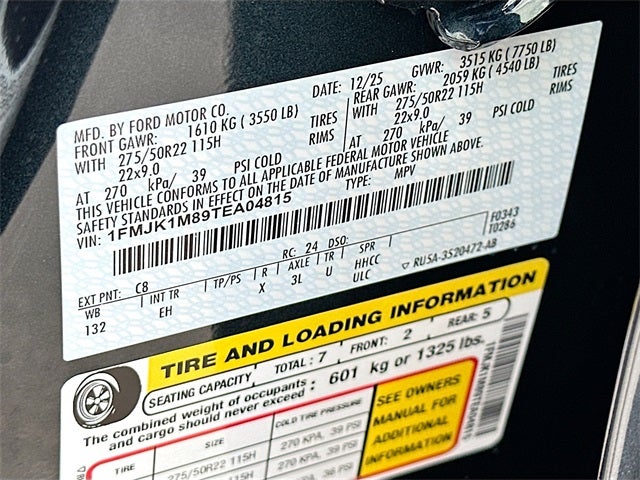 MFD. BY FORD MOTOR CO.
DATE: 12/25
GVWR: 3515 KG ( 7750 LB)
FRONT GAWR: 1610 KG ( 3550 LB)
REAR GAWR: 2059 KG ( 4540 LB)
WITH 275/50R22 115H TIRES
275/50R22 115H TIRES
22x9.0 RIMS
22x9.0 RIMS
AT 270 kPa/ 39 PSI COLD
AT 270 kPa/ 39 PSI COLD
THIS VEHICLE CONFORMS TO ALL APPLICABLE FEDERAL MOTOR VEHICLE
SAFETY STANDARDS IN EFFECT ON THE DATE OF MANUFACTURE SHOWN ABOVE.
VIN: 1FMJK1M89TEA04815
TYPE: MPV
F0343
T0286
EXT PNT: C8 RC: 24 DSO:
WB INT TR TP/PS R AXLE TR SPR
132 EH X 3L U HHCC
ULC
RU5A-3520472-AB
TIRE AND LOADING INFORMATION
SEATING CAPACITY TOTAL: 7 FRONT: 2 REAR: 5
The combined weight of occupants
and cargo should never exceed : 601 kg or 1325 lbs.
TIRE SIZE COLD TIRE PRESSURE
275/50R22 115H 270 KPA, 39 PSI
270 KPA, 39 PSI
SEE OWNERS
MANUAL FOR
ADDITIONAL
INFORMATION